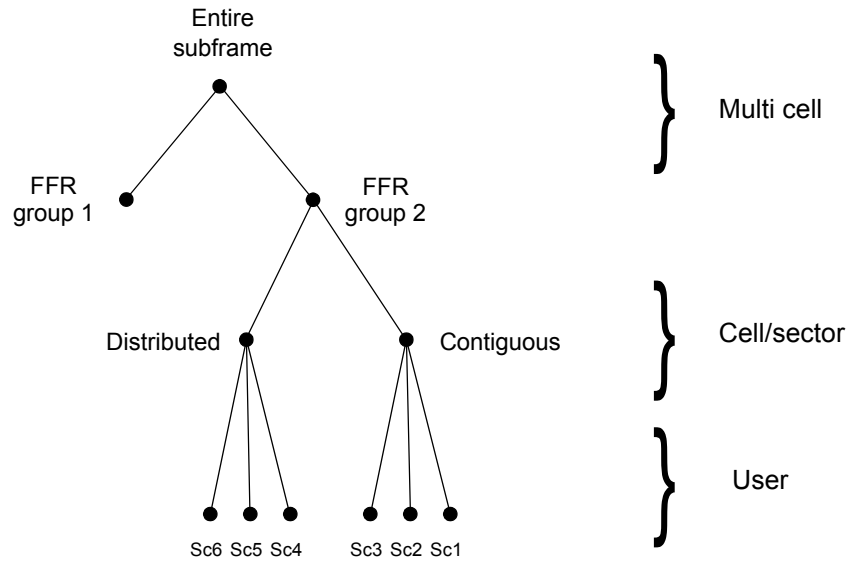 Entire
subframe
Multi cell
FFR
group 1
FFR
group 2
Distributed
Contiguous
Cell/sector
User
Sc6 Sc5 Sc4 Sc3 Sc2 Sc1